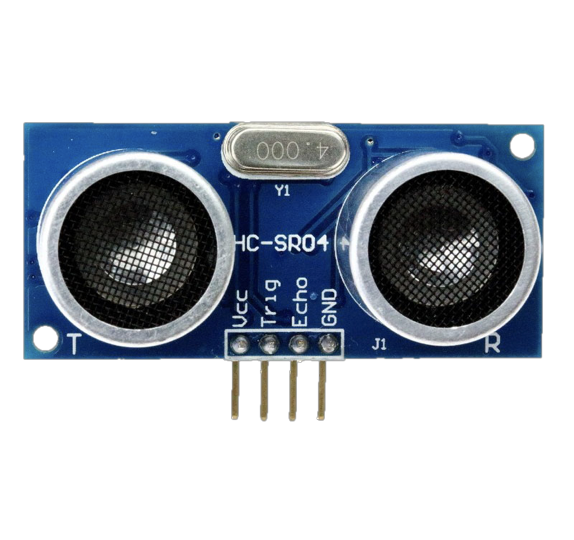 4.000
Y1
HC-SR04
Vcc
Trig
Echo
GND
T
J1
R